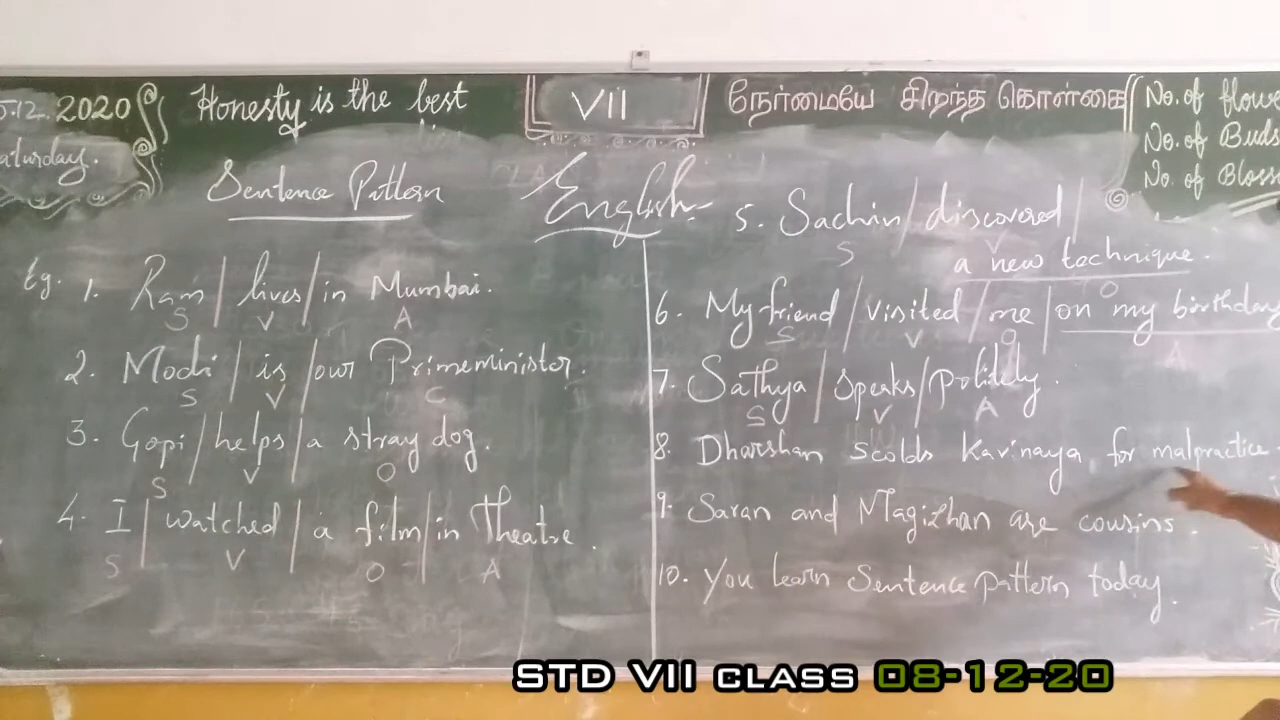 12.2020
Honesty is the best
VII
நேர்மையே சிறந்த கொள்கை
No. of
No. of Buds
No. of
Sentence Pattern
English
Eg. 1. Ram / lives / in Mumbai.
S V A
2. Modi / is / our Primeminister.
S V C
3. Gopi / helps / a stray dog.
S V O
4. I / watched / a film / in Theatre.
S V O A
5. Sachin / discovered /
S V
a new technique.
O
6. My friend / visited / me / on my birthday
S V O A
7. Sathya / speaks / politely.
S V A
8. Dharshan scolds Kavinaya for malpractice.
9. Saran and Magizhan are cousins.
10. You learn Sentence pattern today.
STD VII CLASS 08-12-20